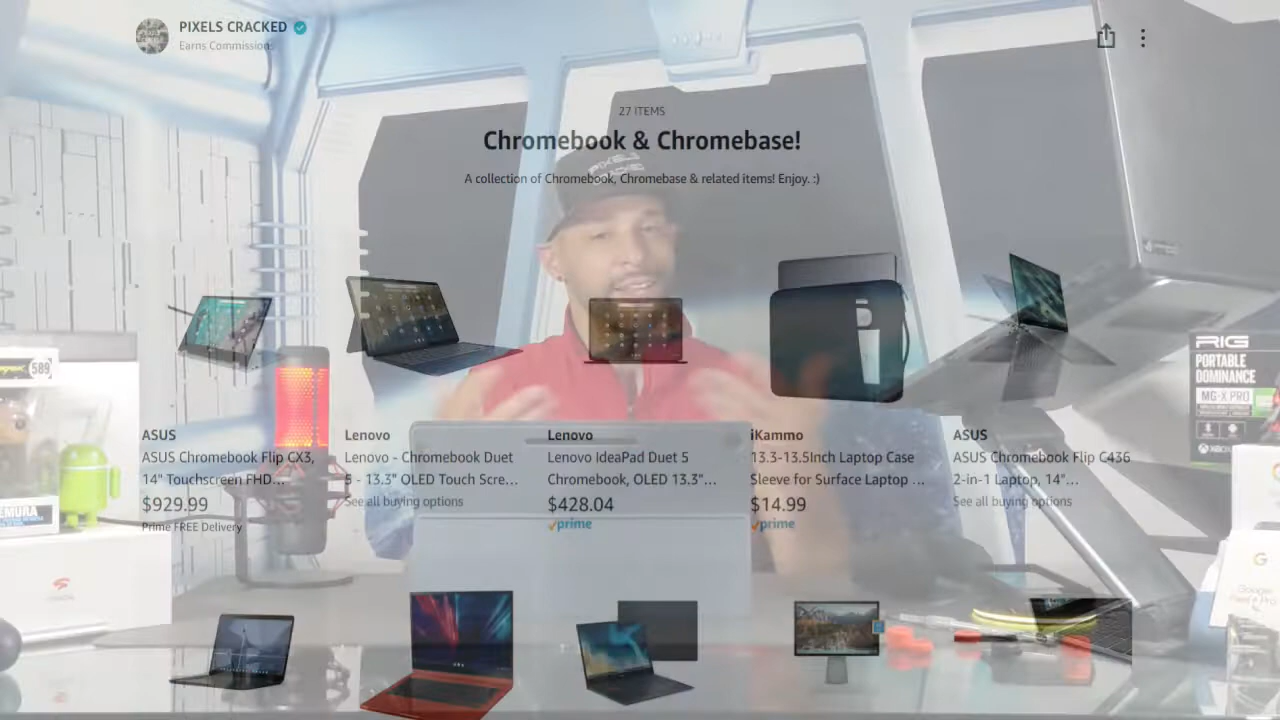 PIXELS CRACKED
Earns Commissions
27 ITEMS
Chromebook & Chromebase!
A collection of Chromebook, Chromebase & related items! Enjoy. :)
589
RIG
PORTABLE
DOMINANCE
MG-X PRO
ASUS
ASUS Chromebook Flip CX3,
14" Touchscreen FHD...
$929.99
Prime FREE Delivery
Lenovo
Lenovo - Chromebook Duet
5 - 13.3" OLED Touch Scre...
See all buying options
Lenovo
Lenovo IdeaPad Duet 5
Chromebook, OLED 13.3"...
$428.04
prime
iKammo
13.3-13.5Inch Laptop Case
Sleeve for Surface Laptop ...
$14.99
prime
ASUS
ASUS Chromebook Flip C436
2-in-1 Laptop, 14"...
See all buying options
G